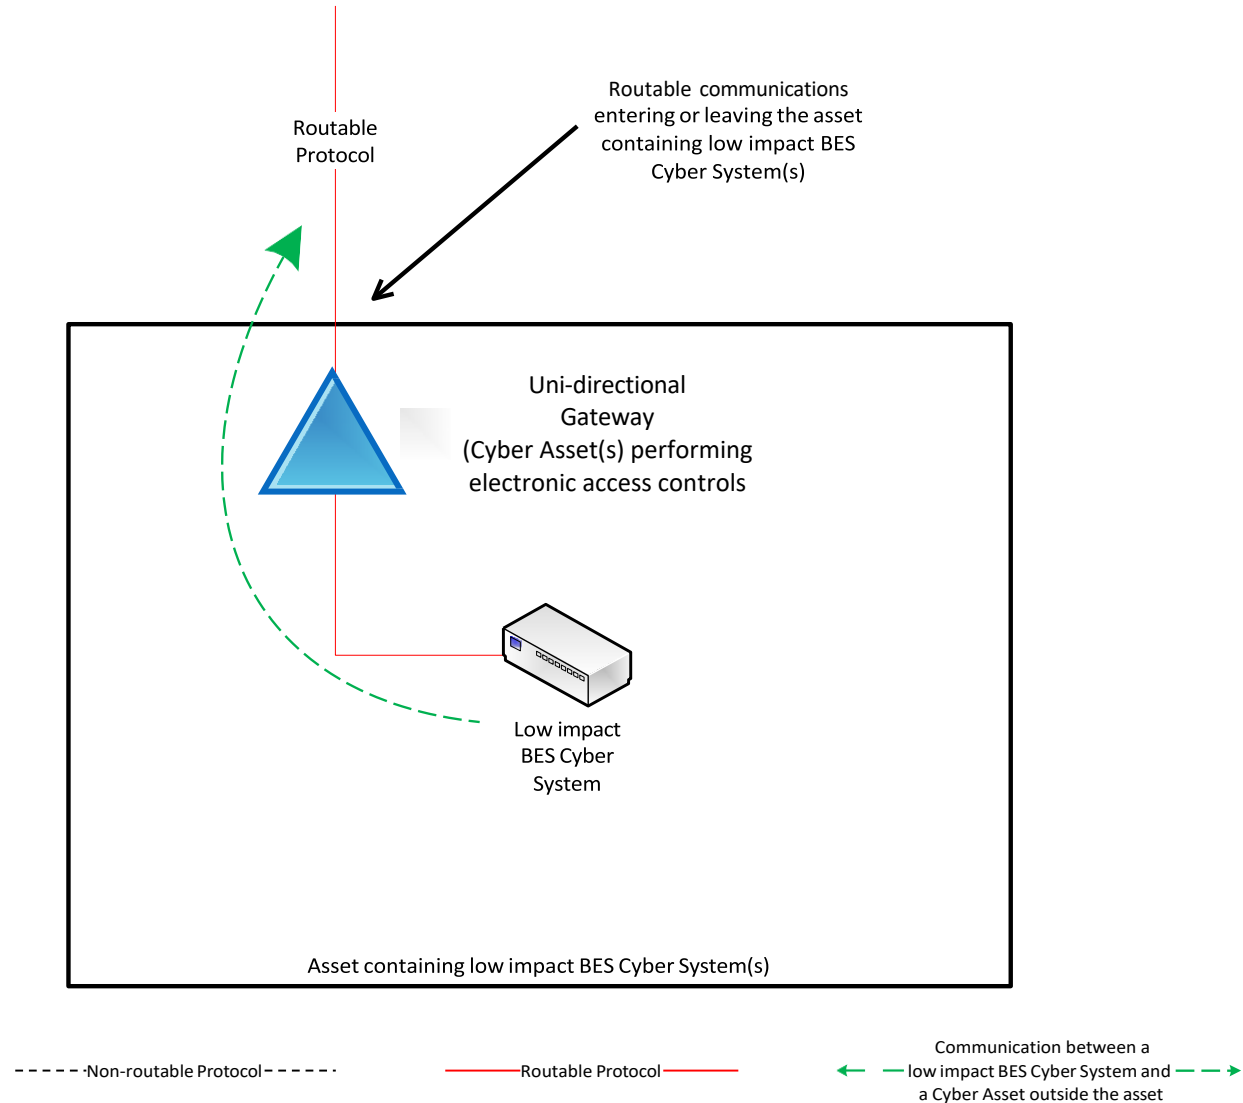 Routable communications
entering or leaving the asset
containing low impact BES
Cyber System(s)
Routable
Protocol
Uni-directional
Gateway
(Cyber Asset(s) performing
electronic access controls
Low impact
BES Cyber
System
Asset containing low impact BES Cyber System(s)
Non-routable Protocol
Routable Protocol
Communication between a
low impact BES Cyber System and
a Cyber Asset outside the asset